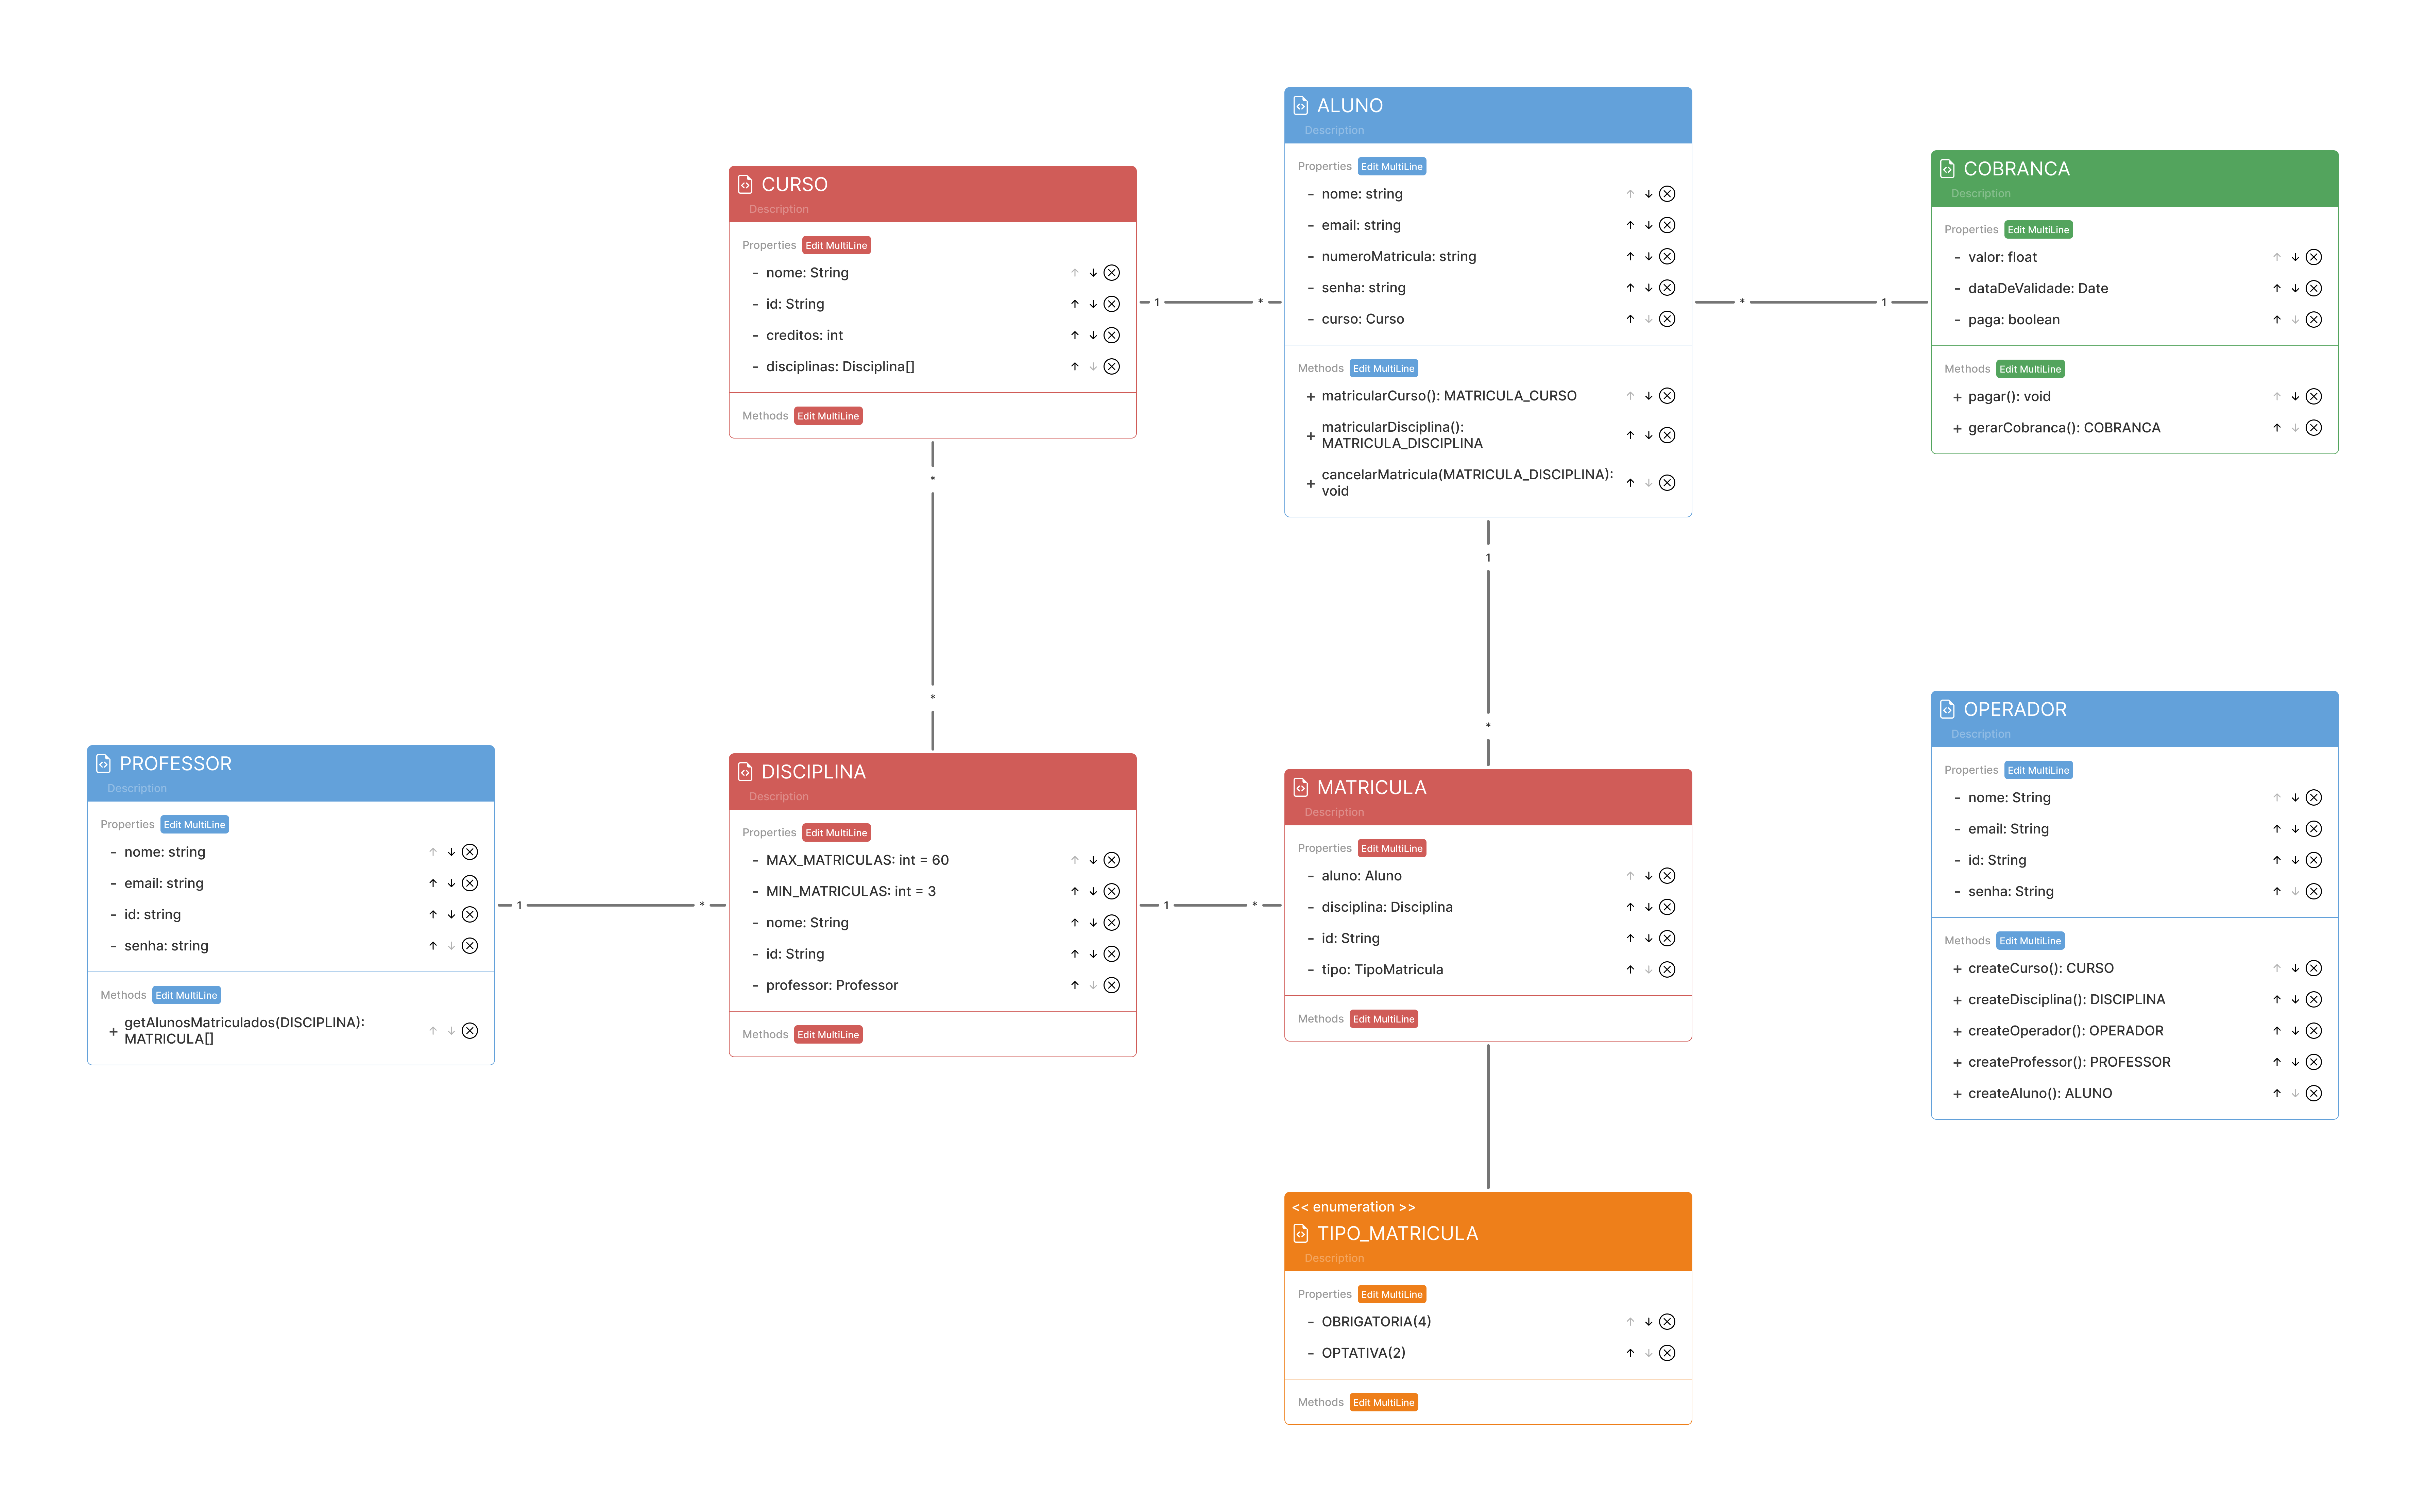 ALUNO
Description
Properties Edit MultiLine
- nome: string
- email: string
- numeroMatricula: string
- senha: string
- curso: Curso
Methods Edit MultiLine
+ matricularCurso(): MATRICULA_CURSO
+ matricularDisciplina():
MATRICULA_DISCIPLINA
+ cancelarMatricula(MATRICULA_DISCIPLINA):
void
COBRANCA
Description
Properties Edit MultiLine
- valor: float
- dataDeValidade: Date
- paga: boolean
Methods Edit MultiLine
+ pagar(): void
+ gerarCobranca(): COBRANCA
CURSO
Description
Properties Edit MultiLine
- nome: String
- id: String
- creditos: int
- disciplinas: Disciplina[]
Methods Edit MultiLine
1 *
* 1
*
*
1
*
OPERADOR
Description
Properties Edit MultiLine
- nome: String
- email: String
- id: String
- senha: String
Methods Edit MultiLine
+ createCurso(): CURSO
+ createDisciplina(): DISCIPLINA
+ createOperador(): OPERADOR
+ createProfessor(): PROFESSOR
+ createAluno(): ALUNO
PROFESSOR
Description
Properties Edit MultiLine
- nome: string
- email: string
- id: string
- senha: string
Methods Edit MultiLine
+ getAlunosMatriculados(DISCIPLINA):
MATRICULA[]
1 *
DISCIPLINA
Description
Properties Edit MultiLine
- MAX_MATRICULAS: int = 60
- MIN_MATRICULAS: int = 3
- nome: String
- id: String
- professor: Professor
Methods Edit MultiLine
1 *
MATRICULA
Description
Properties Edit MultiLine
- aluno: Aluno
- disciplina: Disciplina
- id: String
- tipo: TipoMatricula
Methods Edit MultiLine
<< enumeration >>
TIPO_MATRICULA
Description
Properties Edit MultiLine
- OBRIGATORIA(4)
- OPTATIVA(2)
Methods Edit MultiLine